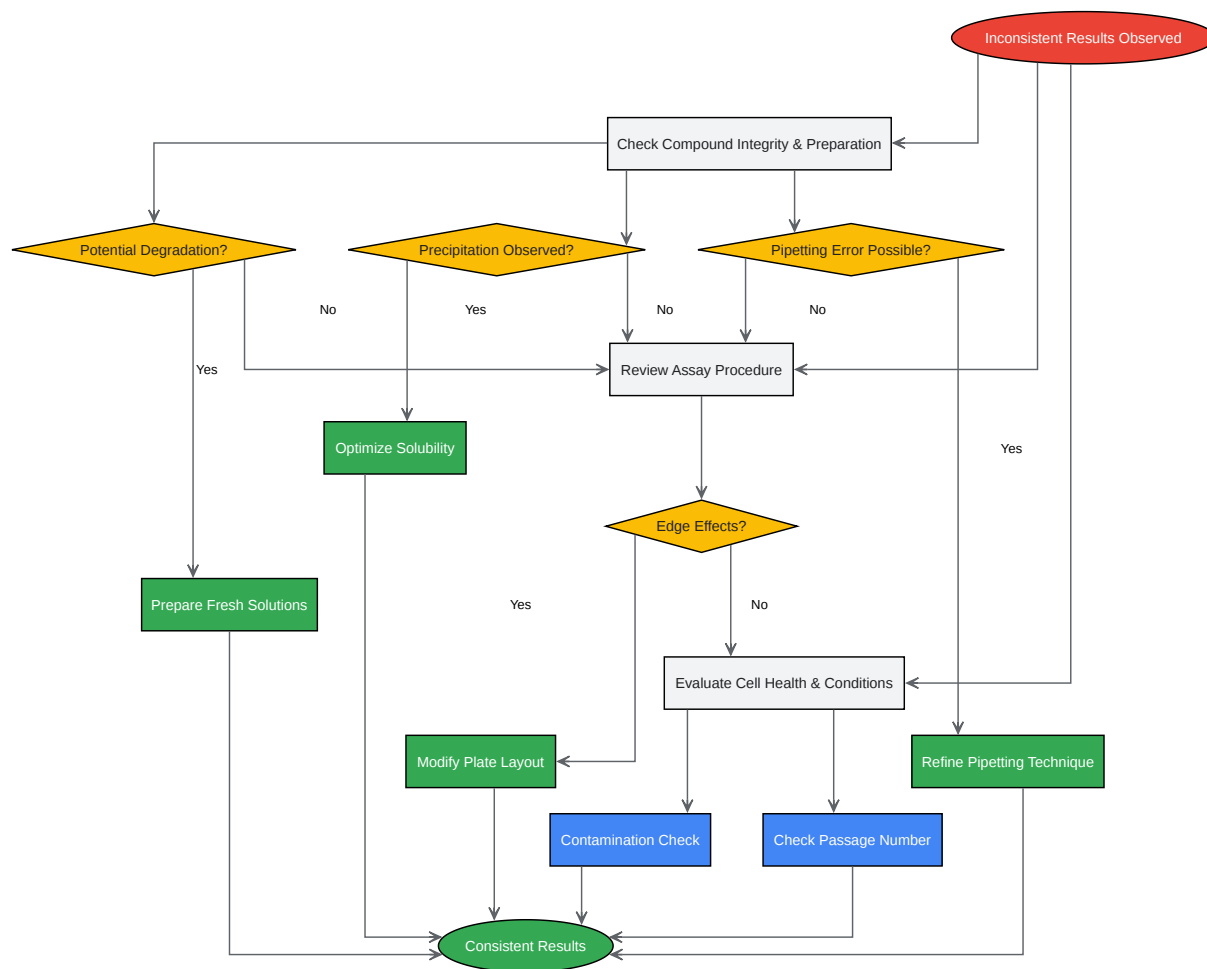 Inconsistent Results Observed
Check Compound Integrity & Preparation
Potential Degradation?
Precipitation Observed?
Pipetting Error Possible?
No
Yes
No
No
Yes
Review Assay Procedure
Optimize Solubility
Yes
Edge Effects?
Prepare Fresh Solutions
Yes
No
Evaluate Cell Health & Conditions
Modify Plate Layout
Refine Pipetting Technique
Contamination Check
Check Passage Number
Consistent Results